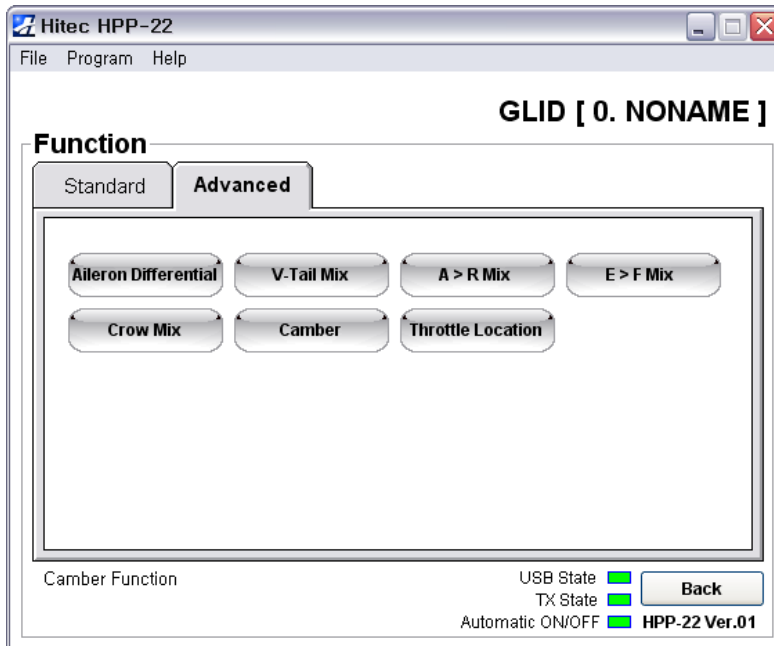 Hitec HPP-22
File Program Help
GLID [ 0. NONAME ]
Function
Standard Advanced
Aileron Differential V-Tail Mix A > R Mix E > F Mix
Crow Mix Camber Throttle Location
Camber Function
USB State
TX State
Back
Automatic ON/OFF HPP-22 Ver.01